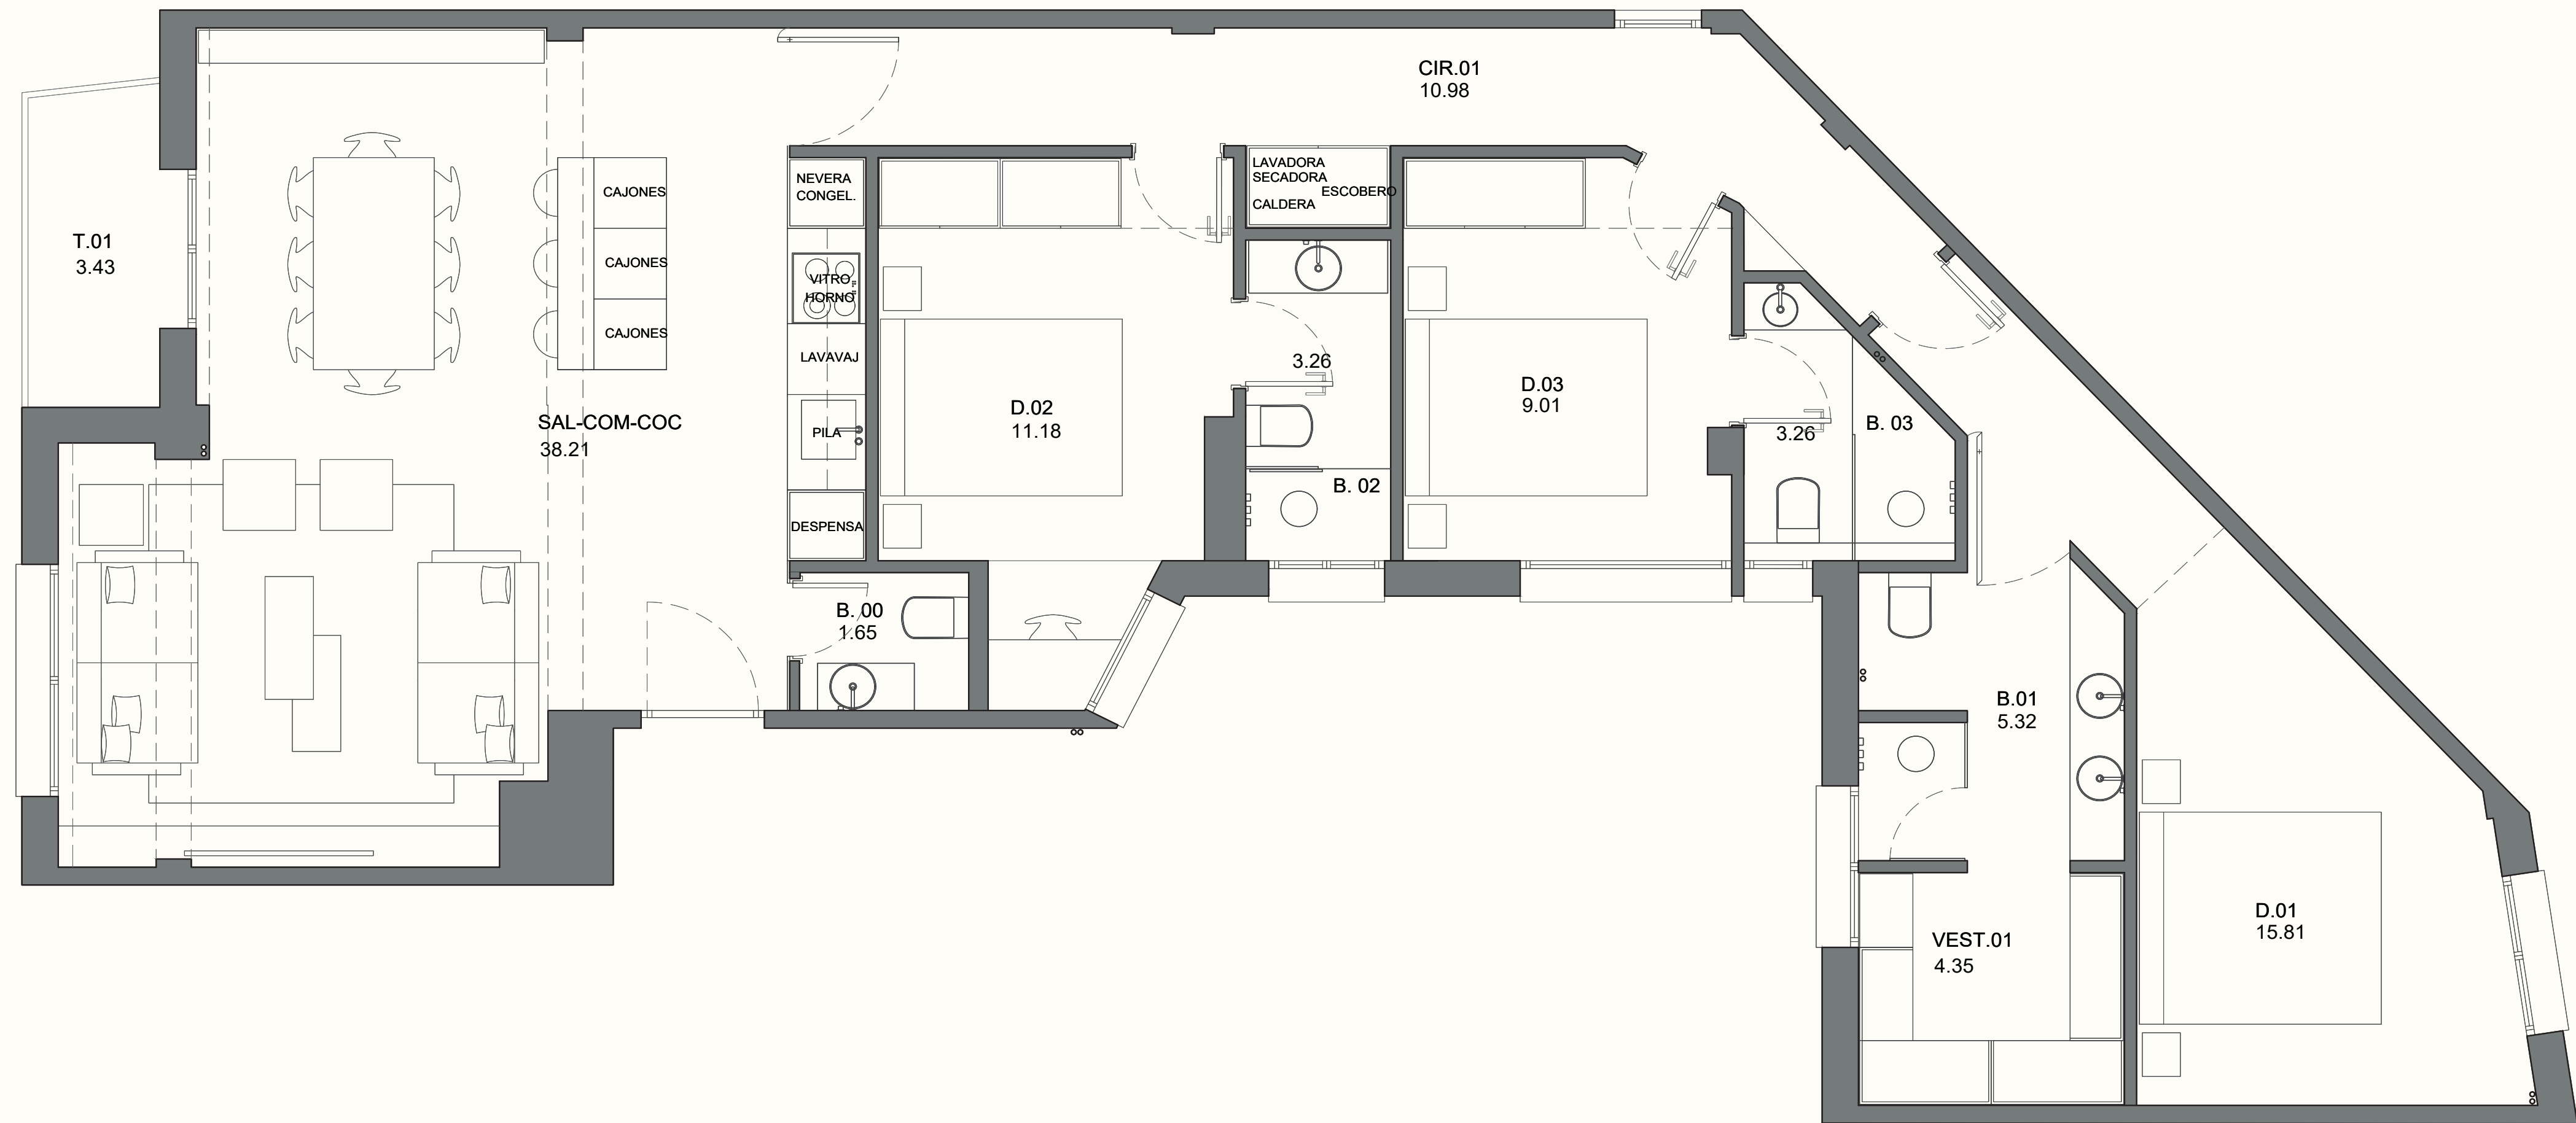 CIR.01
10.98
T.01
3.43
CAJONES
CAJONES
CAJONES
NEVERA
CONGEL.
VITRO.
HORNO
LAVAVAJ
PILA
DESPENSA
SAL-COM-COC
38.21
D.02
11.18
LAVADORA
SECADORA
ESCOBERO
CALDERA
3.26
B. 02
D.03
9.01
3.26
B. 03
B. 00
1.65
B.01
5.32
VEST.01
4.35
D.01
15.81